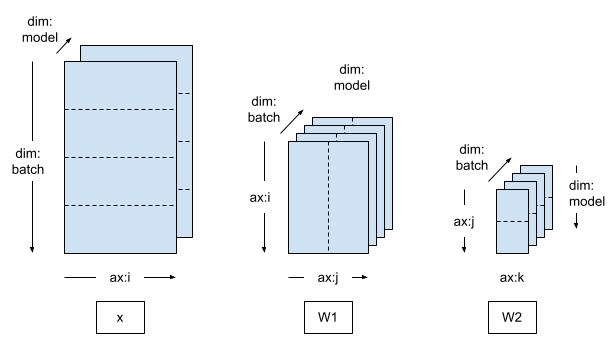 dim:
model
dim:
batch
ax:i
x
dim:
batch
dim:
model
ax:i
ax:j
W1
dim:
batch
dim:
model
ax:j
ax:k
W2